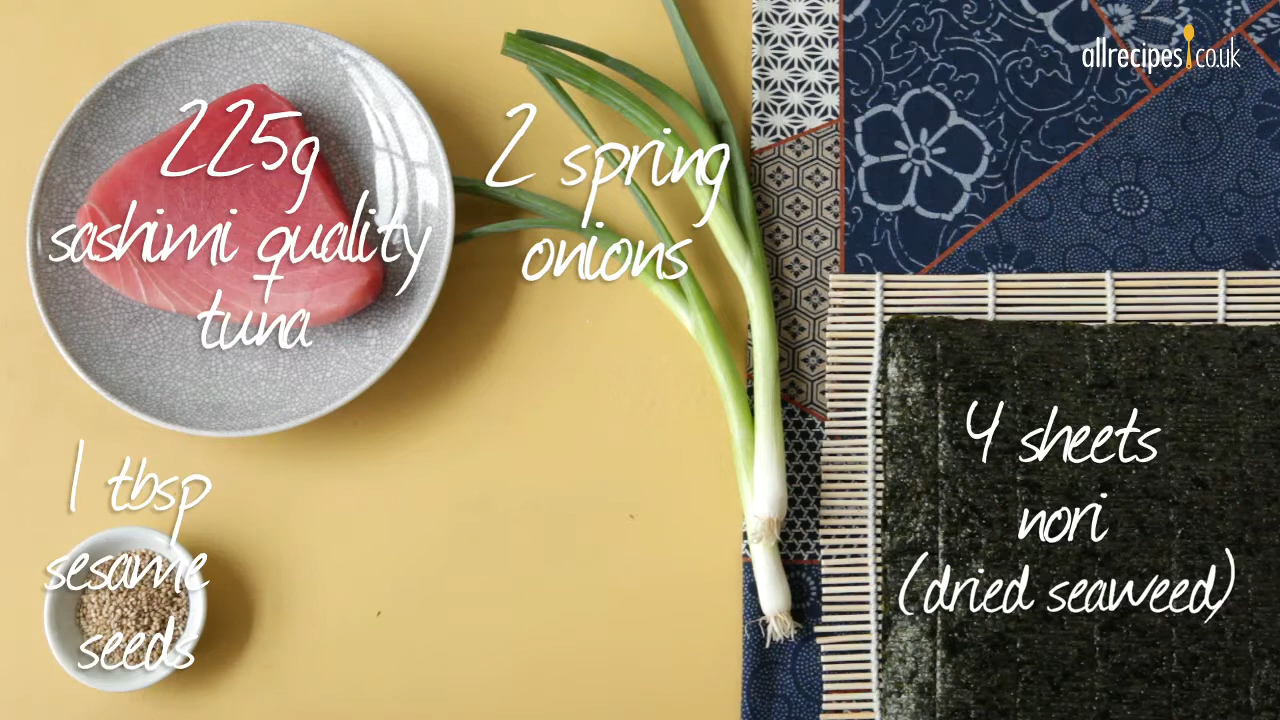 allrecipes.co.uk
225g
sashimi quality
tuna
2 spring
onions
1 tbsp
sesame
seeds
4 sheets
nori
(dried seaweed)